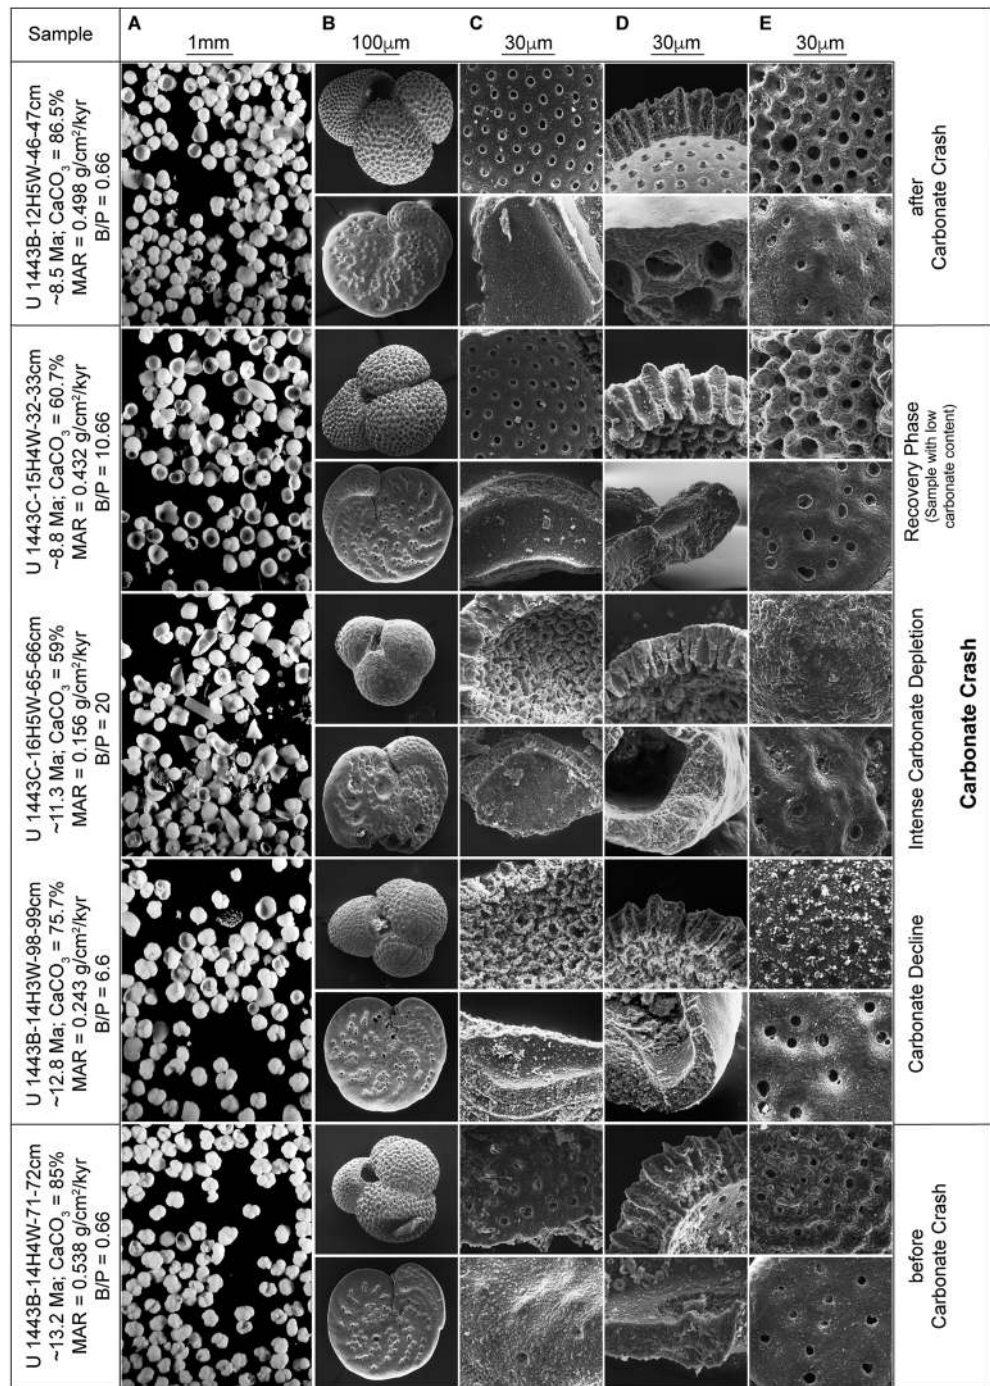 Sample
A
1mm
B
100µm
C
30µm
D
30µm
E
30µm
U 1443B-12H5W-46-47cm
~8.5 Ma; CaCO₃ = 86.5%
MAR = 0.498 g/cm²/kyr
B/P = 0.66
after
Carbonate Crash
U 1443C-15H4W-32-33cm
~8.8 Ma; CaCO₃ = 60.7%
MAR = 0.432 g/cm²/kyr
B/P = 10.66
Recovery Phase
(Sample with low
carbonate content)
U 1443C-16H5W-65-66cm
~11.3 Ma; CaCO₃ = 59%
MAR = 0.156 g/cm²/kyr
B/P = 20
Intense Carbonate Depletion
Carbonate Crash
U 1443B-14H3W-98-99cm
~12.8 Ma; CaCO₃ = 75.7%
MAR = 0.243 g/cm²/kyr
B/P = 6.6
Carbonate Decline
U 1443B-14H4W-71-72cm
~13.2 Ma; CaCO₃ = 85%
MAR = 0.538 g/cm²/kyr
B/P = 0.66
before
Carbonate Crash